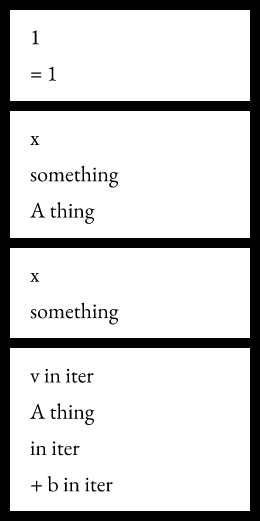 1
= 1
x
something
A thing
x
something
v in iter
A thing
in iter
+ b in iter